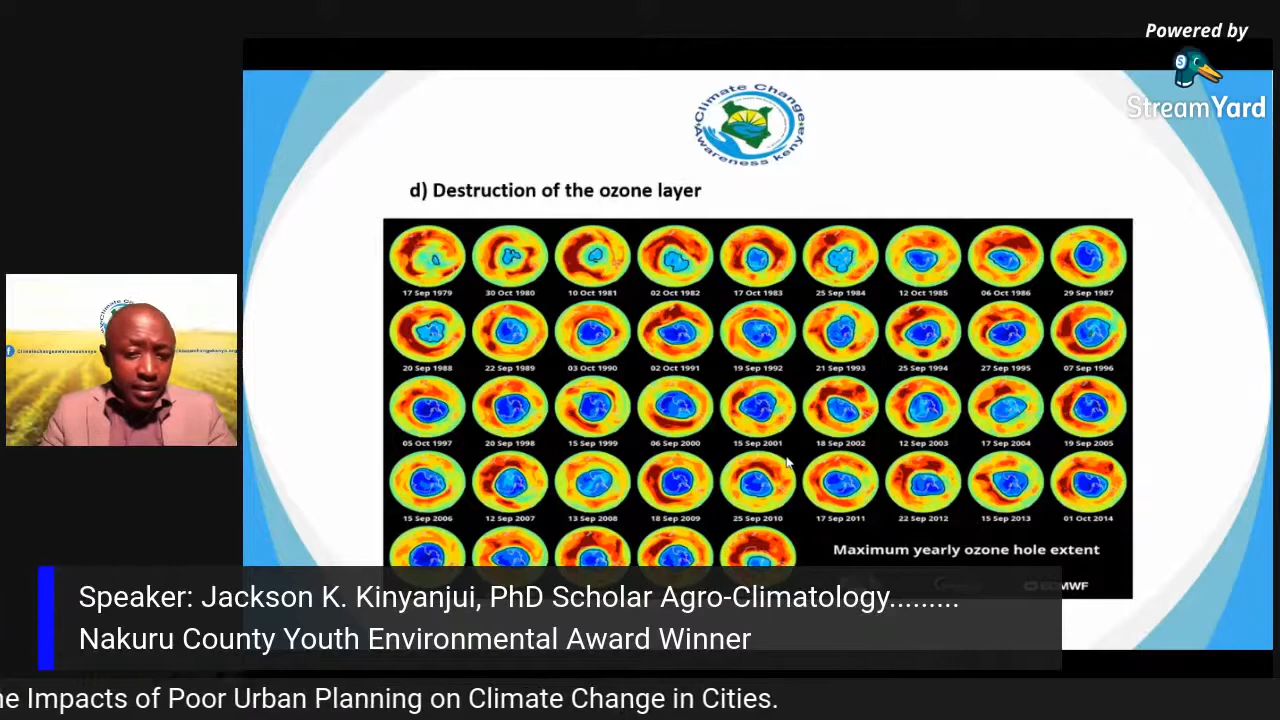 Powered by
StreamYard
Climate Change
Awareness kenya
d) Destruction of the ozone layer
17 Sep 1979 30 Oct 1980 10 Oct 1981 02 Oct 1982 17 Oct 1983 25 Sep 1984 12 Oct 1985 06 Oct 1986 29 Sep 1987
20 Sep 1988 22 Sep 1989 03 Oct 1990 02 Oct 1991 19 Sep 1992 21 Sep 1993 25 Sep 1994 27 Sep 1995 07 Sep 1996
05 Oct 1997 20 Sep 1998 15 Sep 1999 06 Sep 2000 15 Sep 2001 18 Sep 2002 12 Sep 2003 17 Sep 2004 19 Sep 2005
15 Sep 2006 12 Sep 2007 13 Sep 2008 18 Sep 2009 25 Sep 2010 17 Sep 2011 22 Sep 2012 15 Sep 2013 01 Oct 2014
Maximum yearly ozone hole extent
Speaker: Jackson K. Kinyanjui, PhD Scholar Agro-Climatology.........
Nakuru County Youth Environmental Award Winner
Impacts of Poor Urban Planning on Climate Change in Cities.